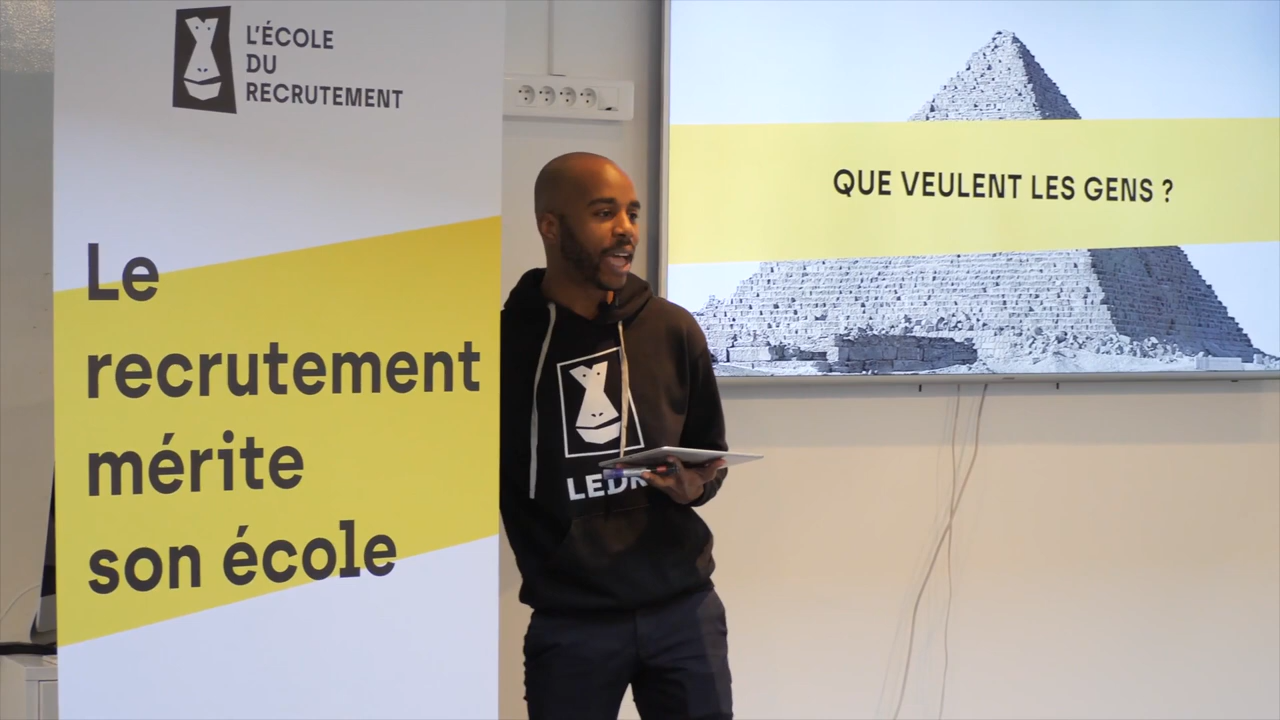 L'ÉCOLE
DU
RECRUTEMENT
Le
recrutement
mérite
son école
LEDR
QUE VEULENT LES GENS ?